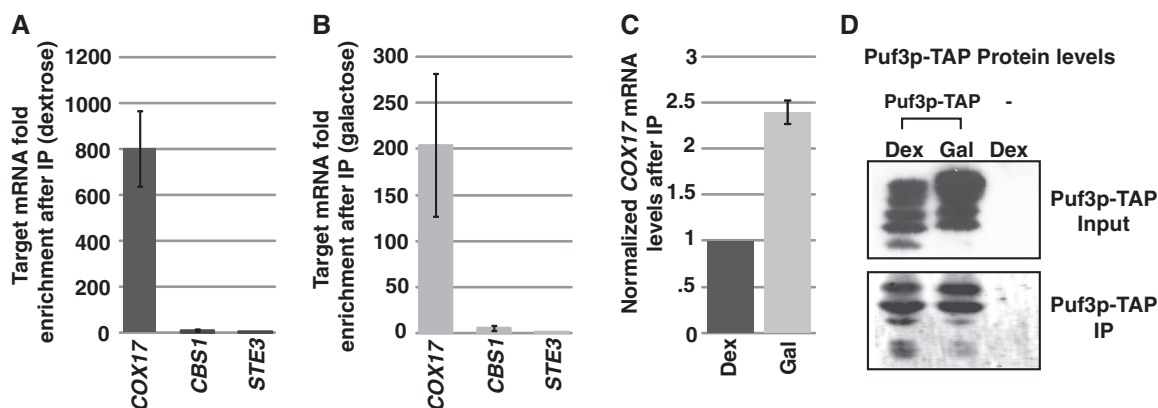 A
Target mRNA fold
enrichment after IP (dextrose)
1200
1000
800
600
400
200
0
COX17
CBS1
STE3
B
Target mRNA fold
enrichment after IP (galactose)
300
250
200
150
100
50
0
COX17
CBS1
STE3
C
Normalized COX17 mRNA
levels after IP
3
2.5
2
1.5
1
.5
0
Dex
Gal
D
Puf3p-TAP Protein levels
Puf3p-TAP -
Dex Gal Dex
Puf3p-TAP
Input
Puf3p-TAP
IP